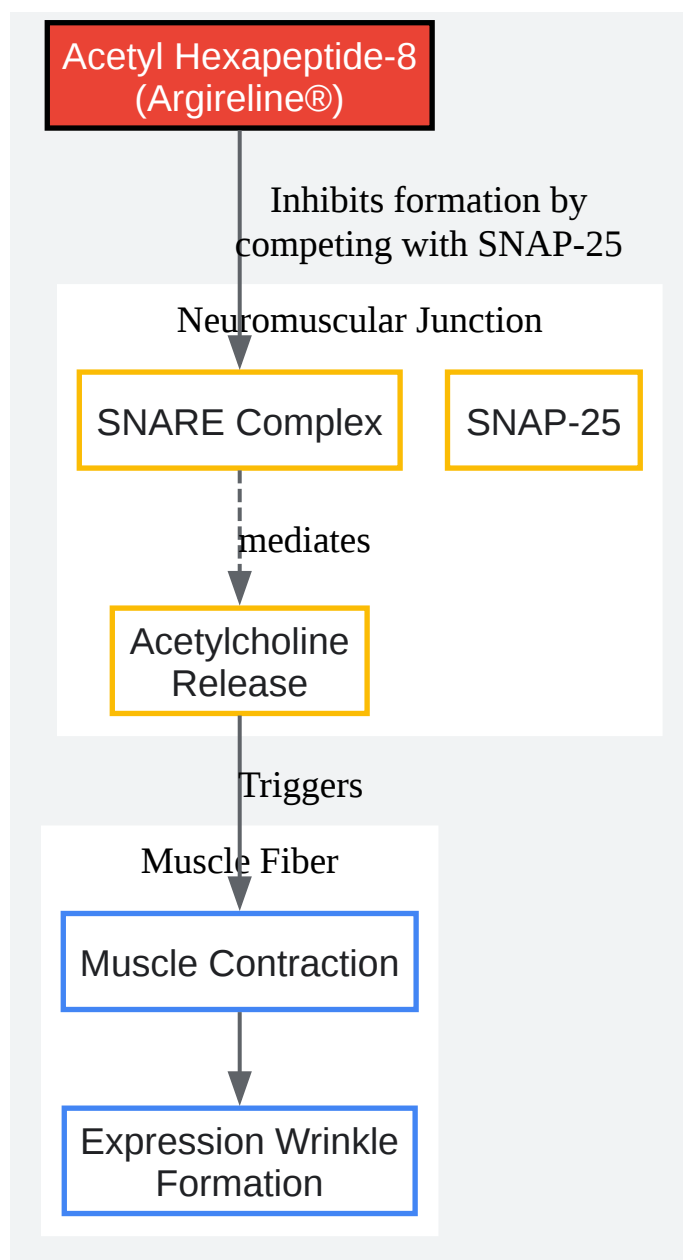 Acetyl Hexapeptide-8
(Argireline®)
Inhibits formation by
competing with SNAP-25
Neuromuscular Junction
SNARE Complex
SNAP-25
mediates
Acetylcholine
Release
Triggers
Muscle Fiber
Muscle Contraction
Expression Wrinkle
Formation